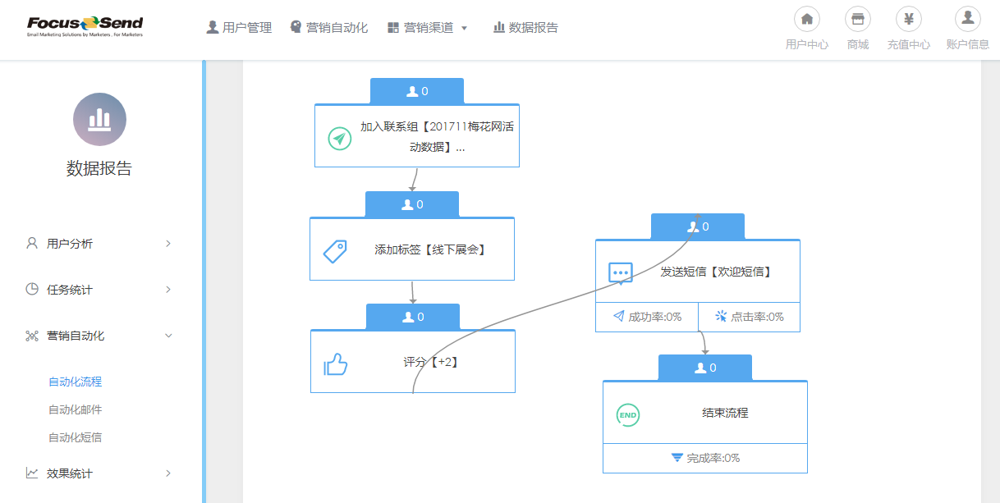 Focus Send
Email Marketing Solutions by Marketers , For Marketers
用户管理
营销自动化
营销渠道
数据报告
用户中心
商城
¥
充值中心
账户信息
数据报告
用户分析
任务统计
营销自动化
自动化流程
自动化邮件
自动化短信
效果统计
0
加入联系组【201711梅花网活
动数据】...
0
添加标签【线下展会】
0
评分【+2】
0
发送短信【欢迎短信】
成功率:0%
点击率:0%
0
END
结束流程
完成率:0%